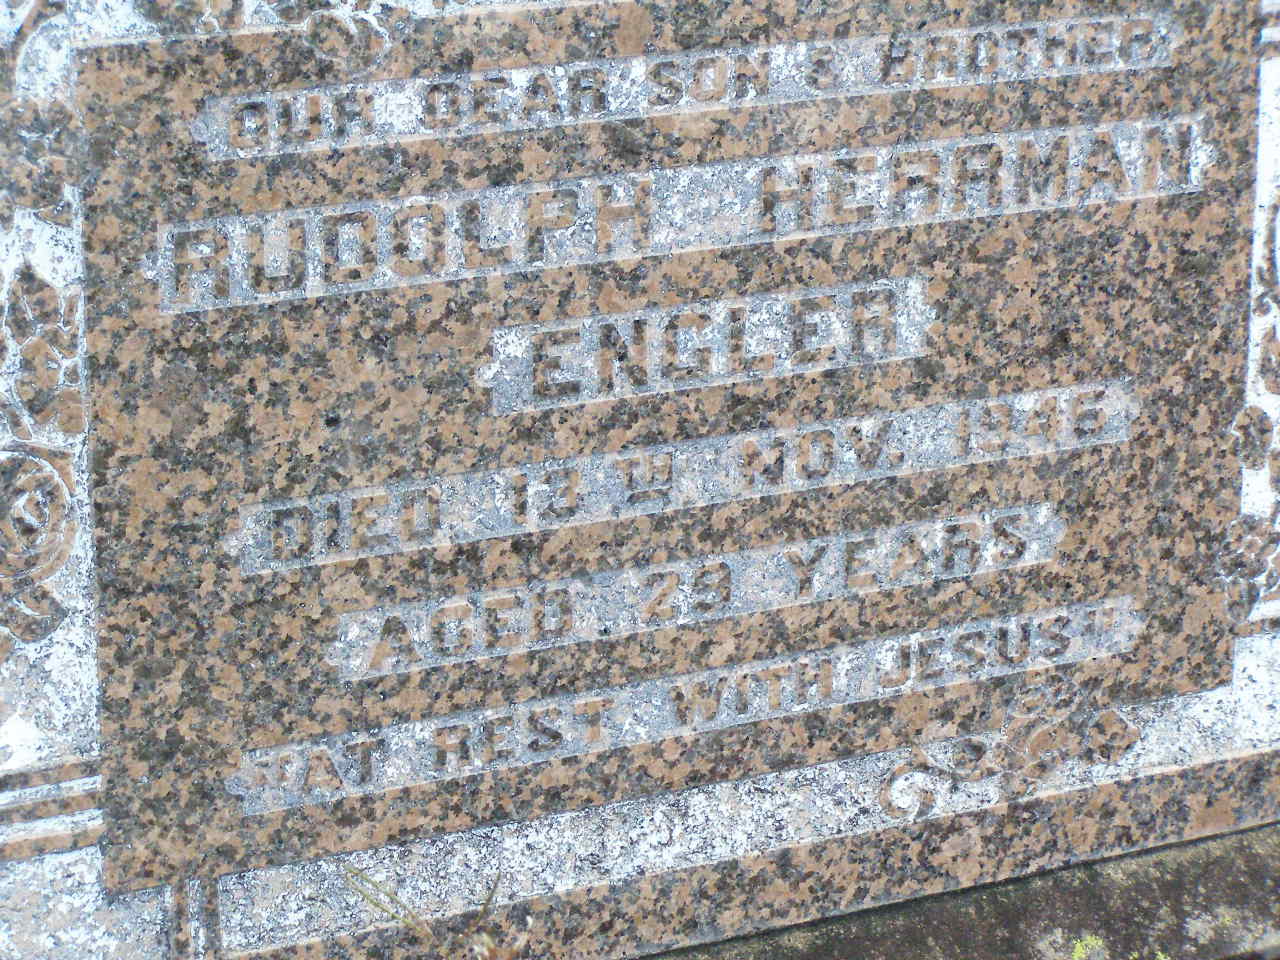 OUR DEAR SON & BROTHER
RUDOLPH HERRMAN
ENGLER
DIED 13TH NOV. 1946
AGED 29 YEARS
"AT REST WITH JESUS"